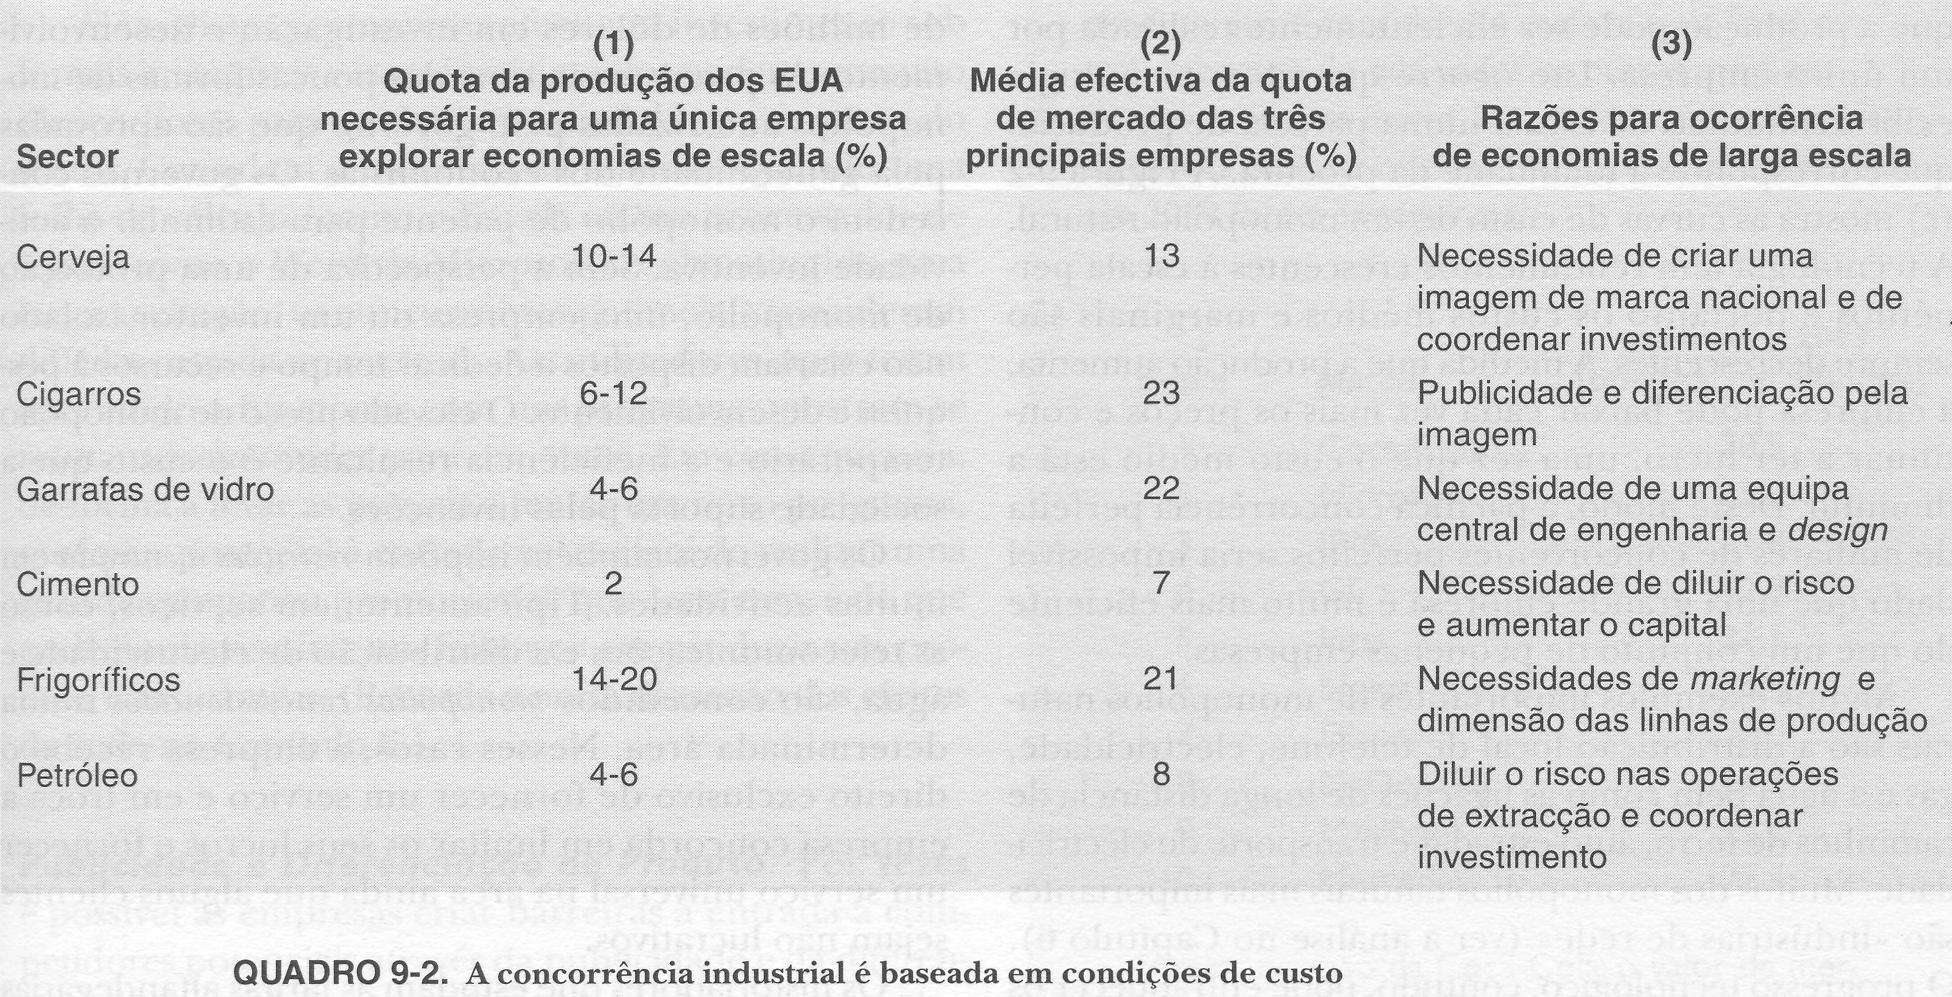 (1) (2) (3)
Quota da produção dos EUA Média efectiva da quota
necessária para uma única empresa de mercado das três Razões para ocorrência
Sector explorar economias de escala (%) principais empresas (%) de economias de larga escala
Cerveja 10-14 13 Necessidade de criar uma
imagem de marca nacional e de
coordenar investimentos
Cigarros 6-12 23 Publicidade e diferenciação pela
imagem
Garrafas de vidro 4-6 22 Necessidade de uma equipa
central de engenharia e design
Cimento 2 7 Necessidade de diluir o risco
e aumentar o capital
Frigoríficos 14-20 21 Necessidades de marketing e
dimensão das linhas de produção
Petróleo 4-6 8 Diluir o risco nas operações
de extracção e coordenar
investimento
QUADRO 9-2. A concorrência industrial é baseada em condições de custo